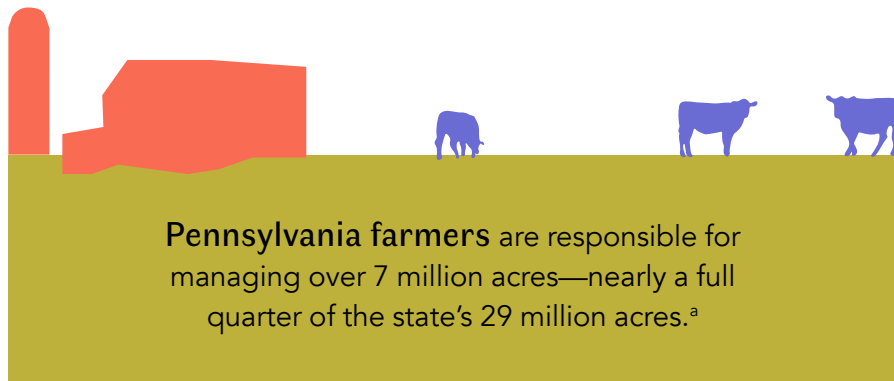 Pennsylvania farmers are responsible for
managing over 7 million acres—nearly a full
quarter of the state’s 29 million acres.ᵃ